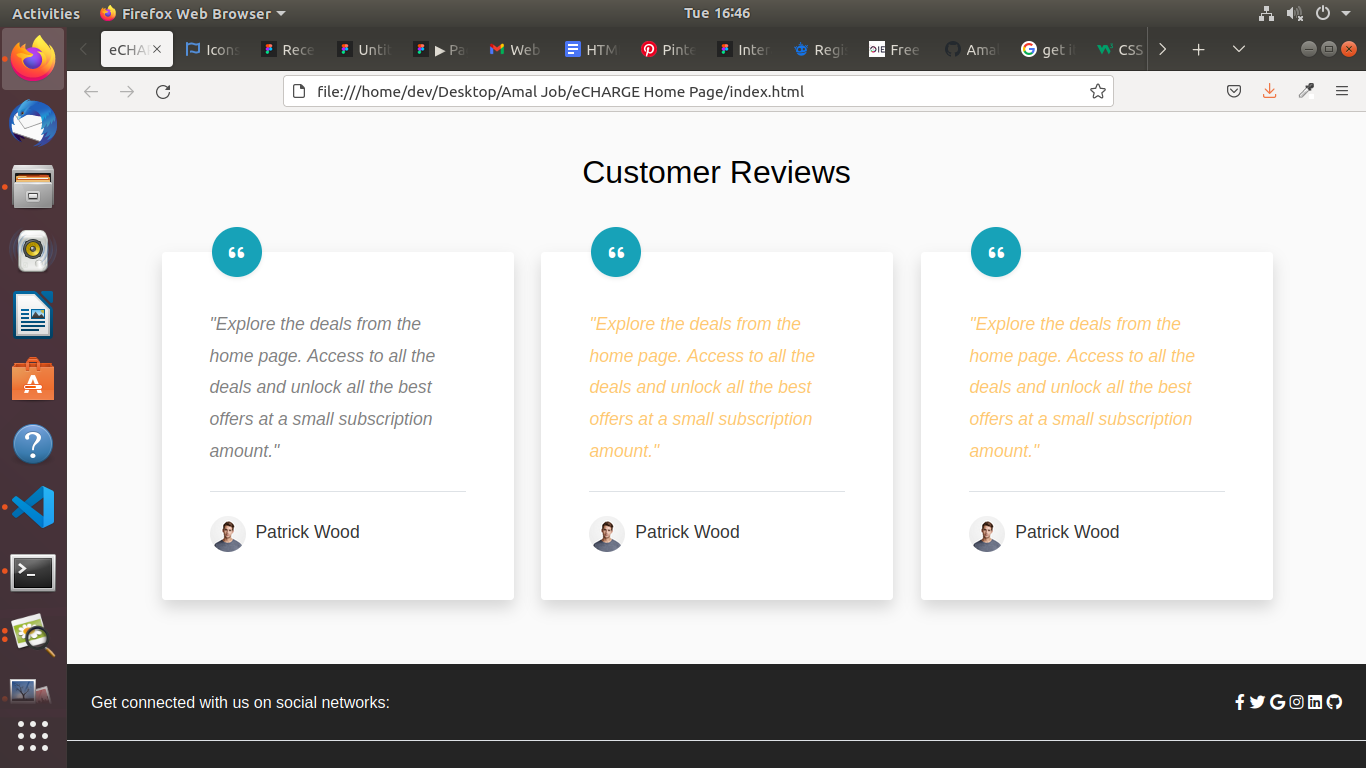 Activities Firefox Web Browser Tue 16:46
eCHA Icons Rece Untit ▶ Pa Web HTM Pinte Inter Regis Free Amal get i CSS
file:///home/dev/Desktop/Amal Job/eCHARGE Home Page/index.html
Customer Reviews
"Explore the deals from the
home page. Access to all the
deals and unlock all the best
offers at a small subscription
amount."
Patrick Wood
"Explore the deals from the
home page. Access to all the
deals and unlock all the best
offers at a small subscription
amount."
Patrick Wood
"Explore the deals from the
home page. Access to all the
deals and unlock all the best
offers at a small subscription
amount."
Patrick Wood
Get connected with us on social networks: